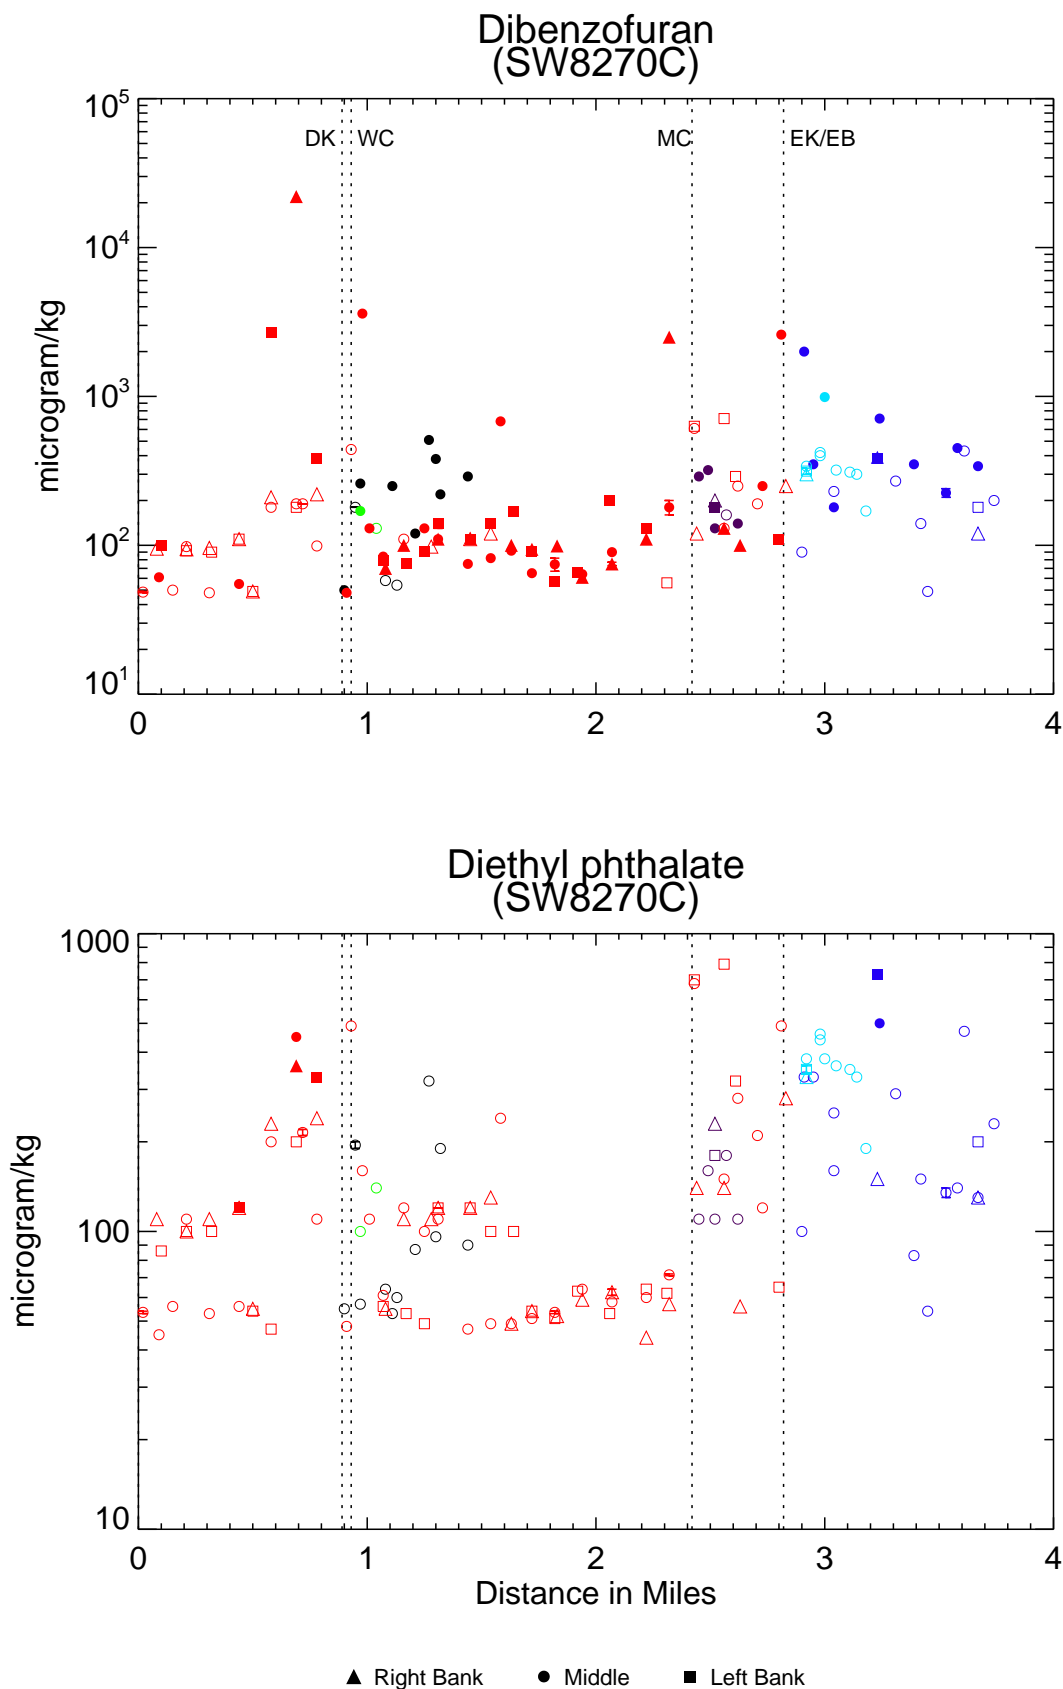 Dibenzofuran
(SW8270C)
10^5
10^4
10^3
10^2
10^1
microgram/kg
DK WC MC EK/EB
0 1 2 3 4
Diethyl phthalate
(SW8270C)
1000
100
10
microgram/kg
0 1 2 3 4
Distance in Miles
Right Bank Middle Left Bank